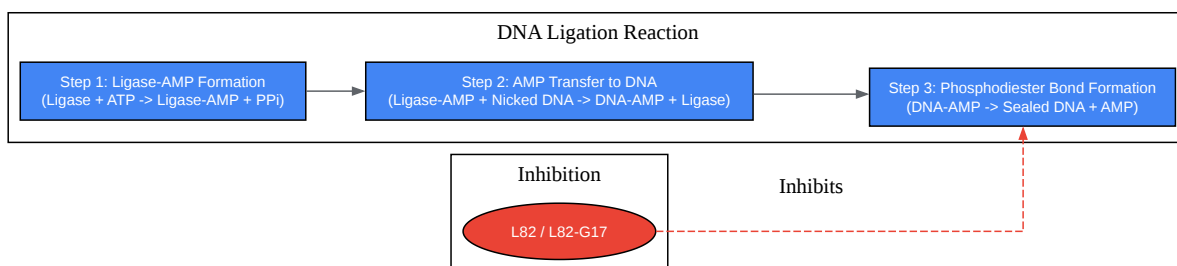 DNA Ligation Reaction
Step 1: Ligase-AMP Formation
(Ligase + ATP -> Ligase-AMP + PPi)
Step 2: AMP Transfer to DNA
(Ligase-AMP + Nicked DNA -> DNA-AMP + Ligase)
Step 3: Phosphodiester Bond Formation
(DNA-AMP -> Sealed DNA + AMP)
Inhibition
Inhibits
L82 / L82-G17